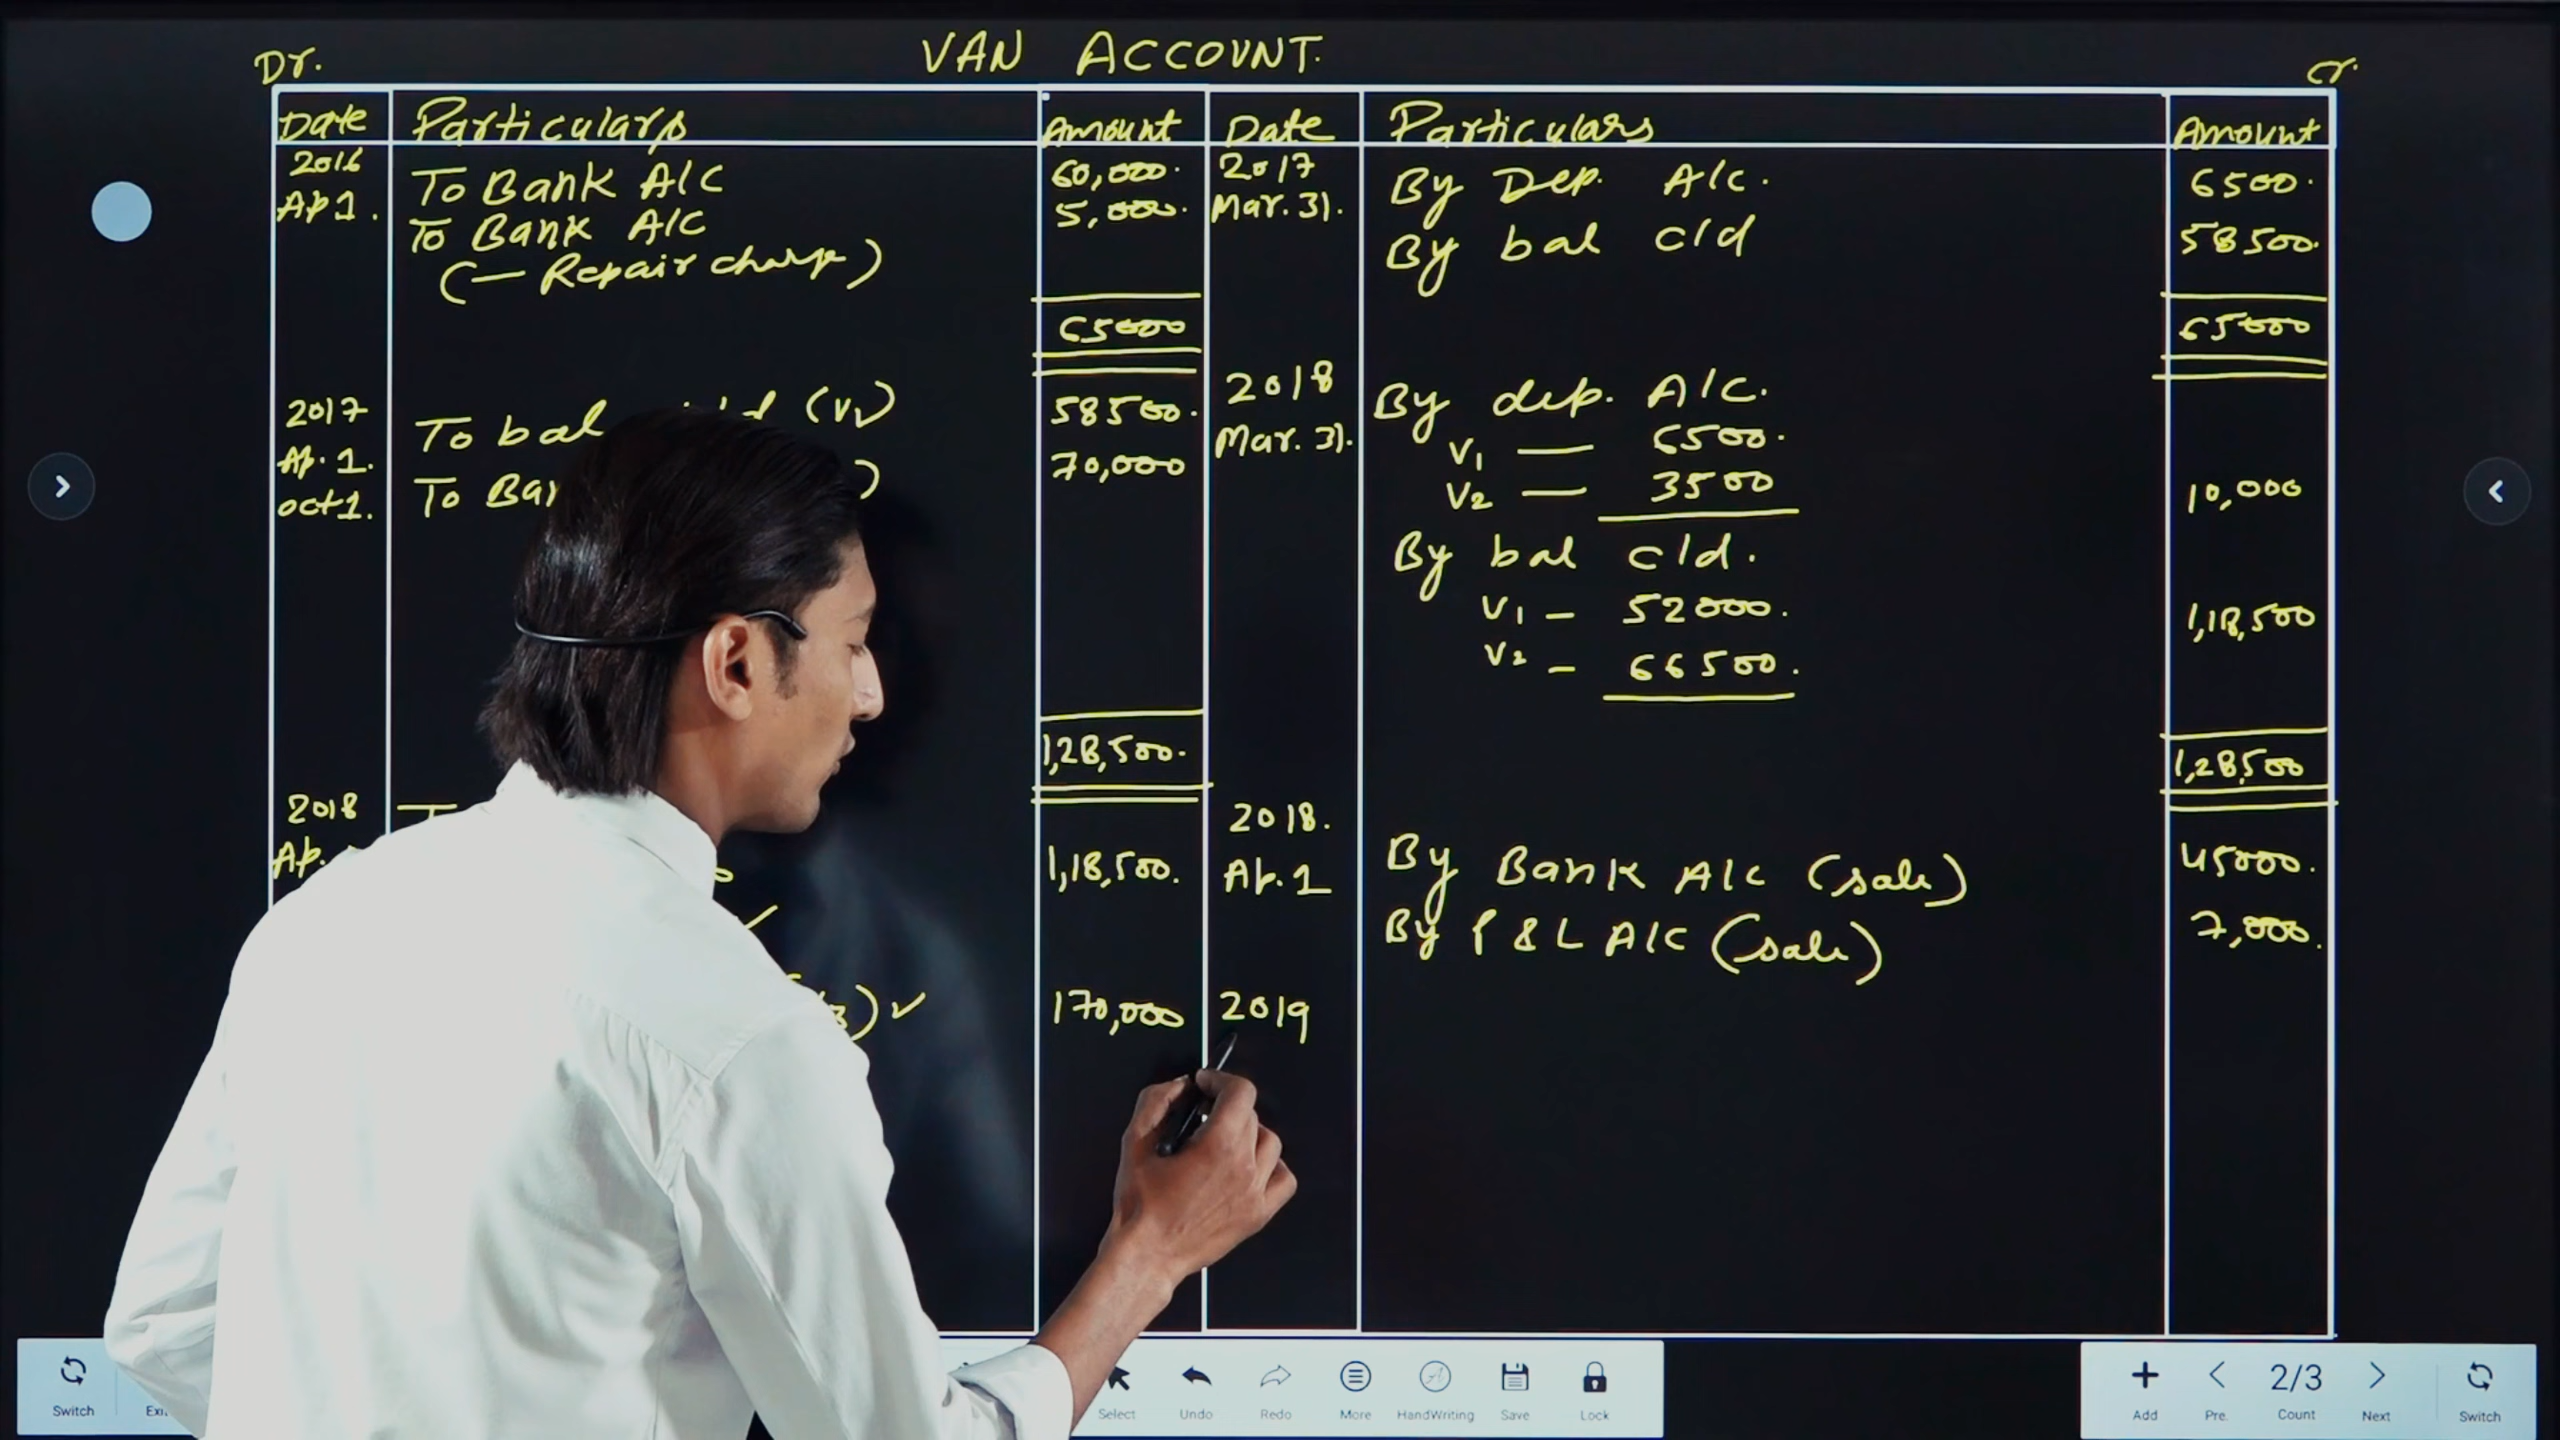 VAN ACCOUNT.
Dr.
Cr.
Date Particulars Amount Date Particulars Amount
2016 To Bank A/C 60,000. 2017 By Dep. A/c. 6500.
Ap 1. To Bank A/C 5,000. Mar. 31. By bal c/d 58500.
(— Repair charge)
65000 65000
2017 To bal (V1) 58500. 2018 By dep. A/C.
Ap. 1. 70,000 Mar. 31. V1 — 6500.
Oct 1. To V2 — 3500 10,000
By bal c/d.
V1 — 52000. 1,18,500
V2 — 66500.
1,28,500. 1,28,500
2018 2018.
Ap. 1,18,500. Ap. 1 By Bank A/C (sale) 45000.
By P & L A/C (sale) 7,000.
170,000 2019
Switch
Select Undo Redo More HandWriting Save Lock
Add Pre. 2/3 Count Next Switch